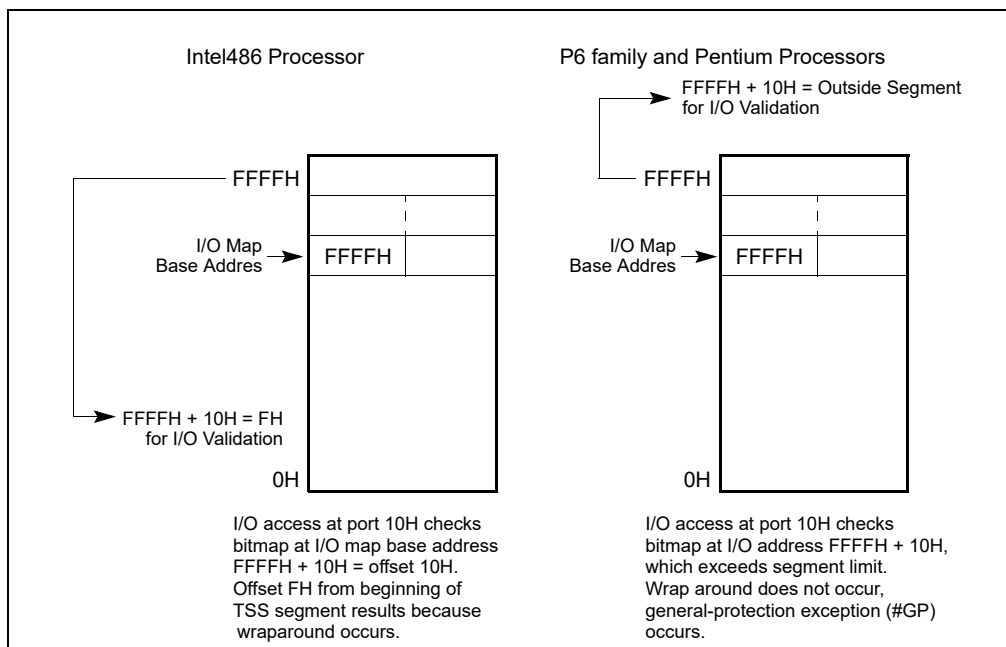 Intel486 Processor
FFFFH
I/O Map
Base Addres
FFFFH
FFFFH + 10H = FH
for I/O Validation
0H
I/O access at port 10H checks
bitmap at I/O map base address
FFFFH + 10H = offset 10H.
Offset FH from beginning of
TSS segment results because
wraparound occurs.
P6 family and Pentium Processors
FFFFH + 10H = Outside Segment
for I/O Validation
FFFFH
I/O Map
Base Addres
FFFFH
0H
I/O access at port 10H checks
bitmap at I/O address FFFFH + 10H,
which exceeds segment limit.
Wrap around does not occur,
general-protection exception (#GP)
occurs.